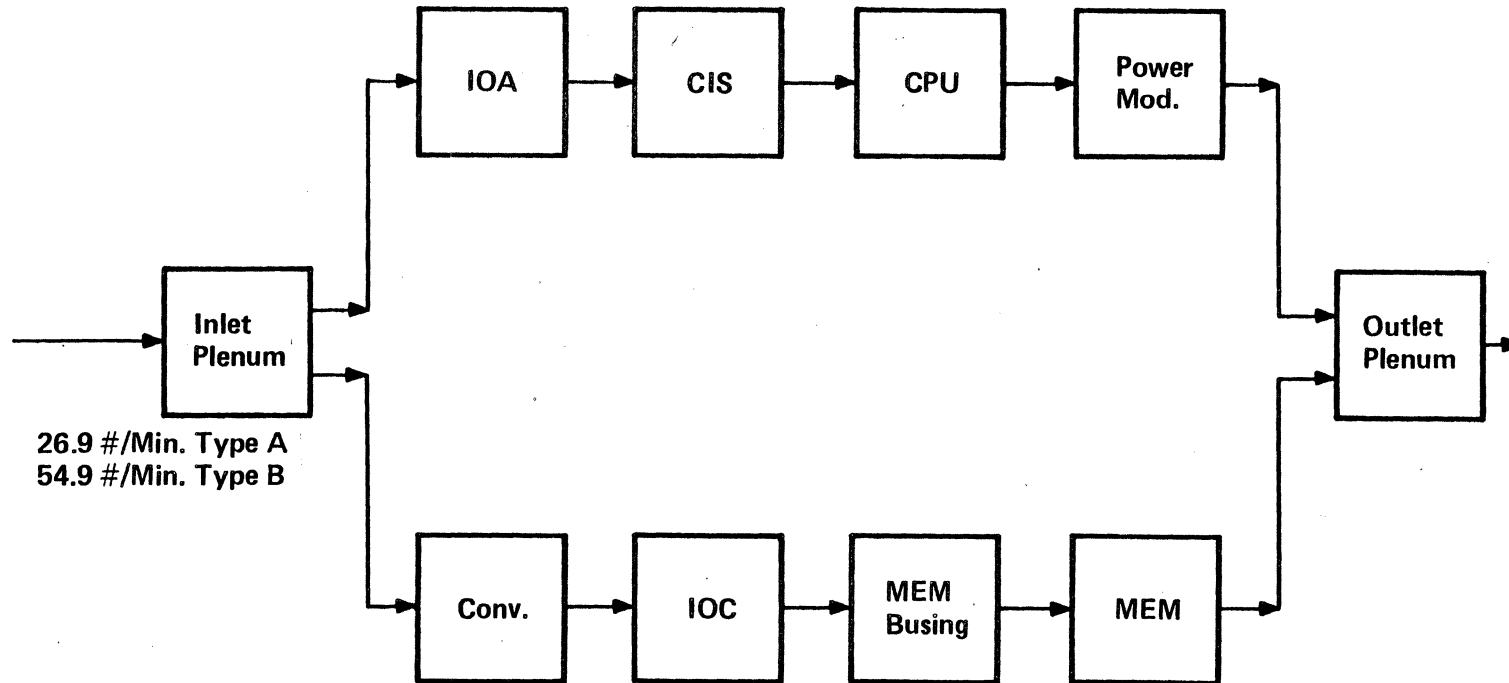 IOA
CIS
CPU
Power
Mod.
Inlet
Plenum
26.9 #/Min. Type A
54.9 #/Min. Type B
Outlet
Plenum
Conv.
IOC
MEM
Busing
MEM